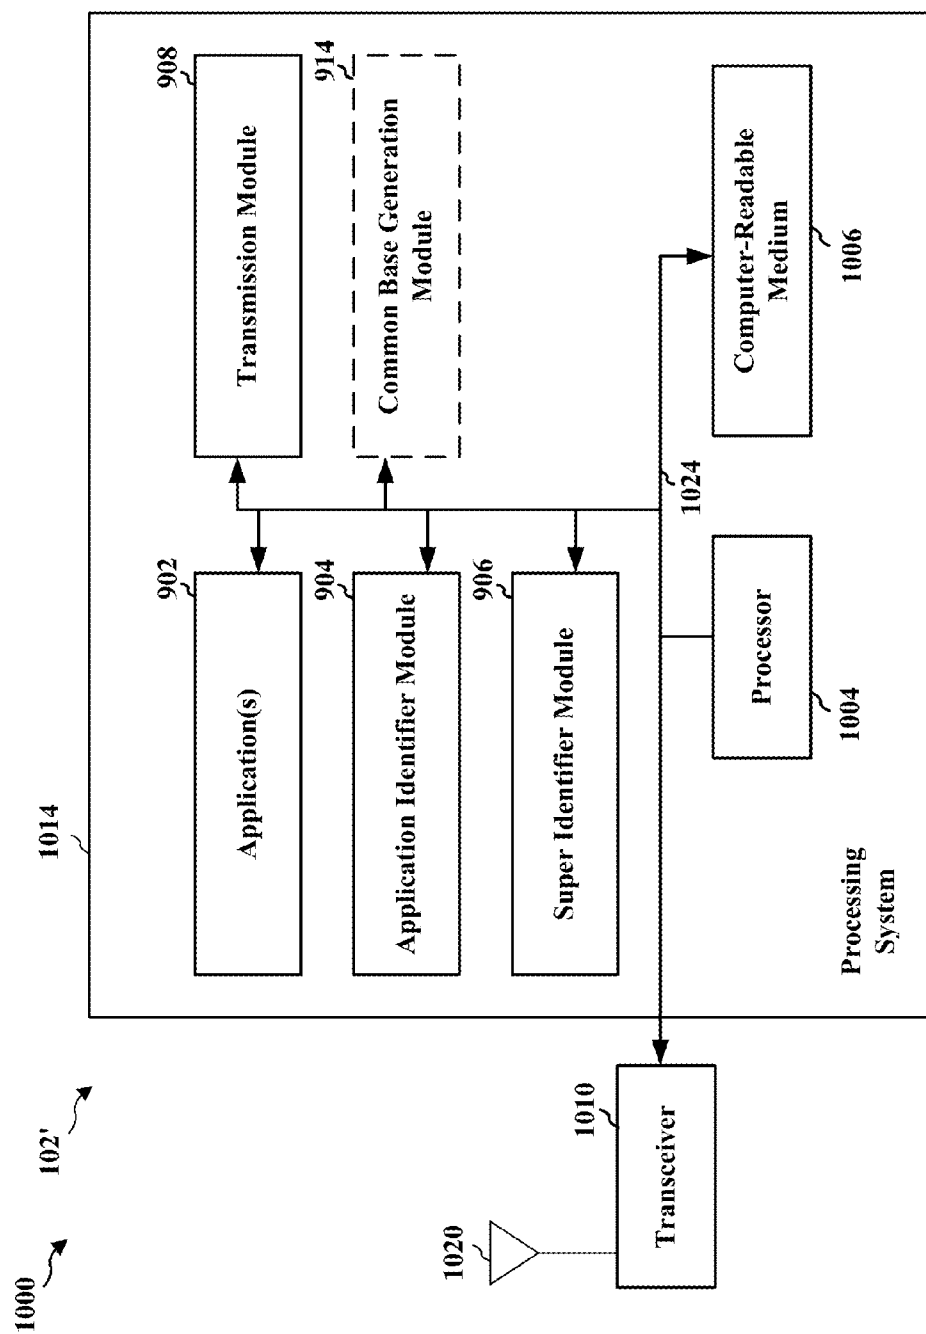 1000
102'
1014
902
Application(s)
908
Transmission Module
904
Application Identifier Module
914
Common Base Generation
Module
906
Super Identifier Module
1020
1010
Transceiver
1024
Processor
1004
Computer-Readable
Medium
1006
Processing
System